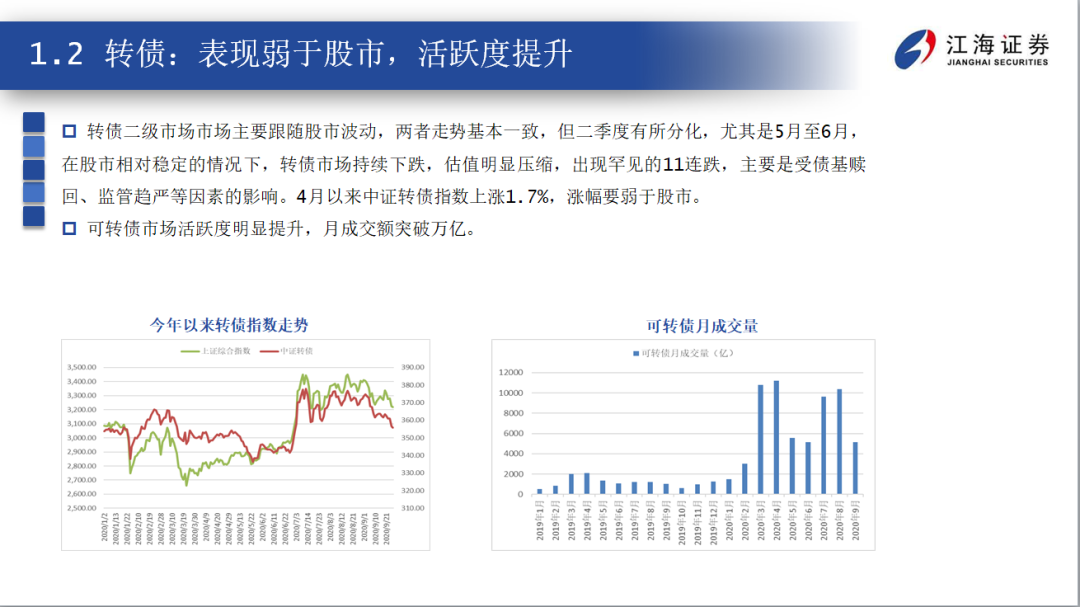 1.2 转债：表现弱于股市，活跃度提升
江海证券
JIANGHAI SECURITIES
转债二级市场市场主要跟随股市波动，两者走势基本一致，但二季度有所分化，尤其是5月至6月，
在股市相对稳定的情况下，转债市场持续下跌，估值明显压缩，出现罕见的11连跌，主要是受债基赎
回、监管趋严等因素的影响。4月以来中证转债指数上涨1.7%，涨幅要弱于股市。
可转债市场活跃度明显提升，月成交额突破万亿。
今年以来转债指数走势
上证综合指数 中证转债
3,500.00
3,400.00
3,300.00
3,200.00
3,100.00
3,000.00
2,900.00
2,800.00
2,700.00
2,600.00
2,500.00
390.00
380.00
370.00
360.00
350.00
340.00
330.00
320.00
310.00
2020/1/2
2020/1/13
2020/1/22
2020/2/10
2020/2/19
2020/2/28
2020/3/10
2020/3/19
2020/3/30
2020/4/9
2020/4/20
2020/4/29
2020/5/13
2020/5/22
2020/6/2
2020/6/11
2020/6/22
2020/7/3
2020/7/14
2020/7/23
2020/8/3
2020/8/12
2020/8/21
2020/9/1
2020/9/10
2020/9/21
可转债月成交量
可转债月成交量（亿）
12000
10000
8000
6000
4000
2000
0
2019年1月
2019年2月
2019年3月
2019年4月
2019年5月
2019年6月
2019年7月
2019年8月
2019年9月
2019年10月
2019年11月
2019年12月
2020年1月
2020年2月
2020年3月
2020年4月
2020年5月
2020年6月
2020年7月
2020年8月
2020年9月